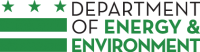 DEPARTMENT
OF ENERGY &
ENVIRONMENT